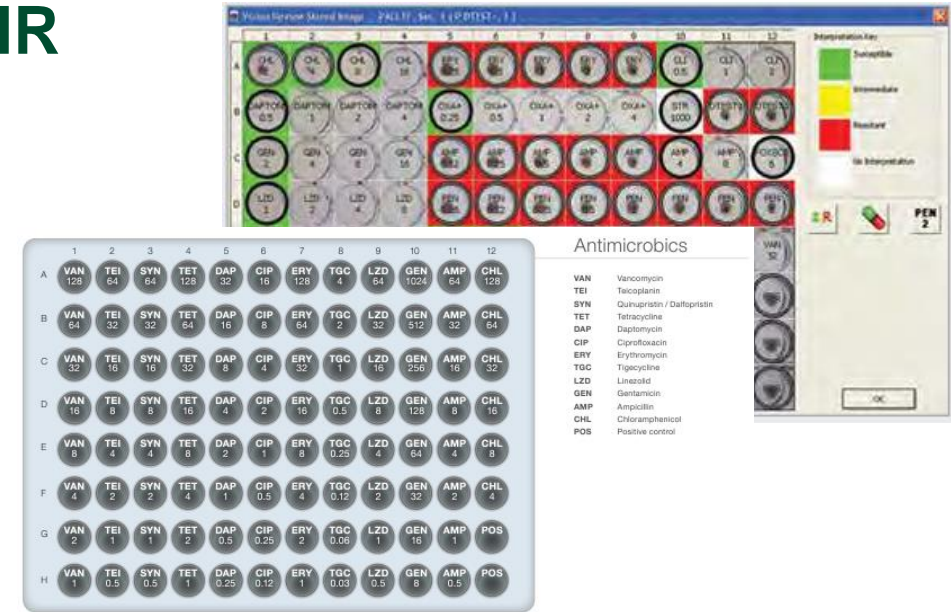 IR
1 2 3 4 5 6 7 8 9 10 11 12
Interpretation Key
Susceptible
Intermediate
Resistant
No Interpretation
A CHL CHL CHL 8 CHL 16 ERY ERY ERY ERY ERY CLI 0.5 CLI 1 CLI 2
B DAPTOM 0.5 DAPTOM 1 DAPTOM 2 DAPTOM 4 OXA+ 0.25 OXA+ 0.5 OXA+ 1 OXA+ 2 OXA+ 4 STR 1000
C GEN 2 GEN 4 GEN 8 GEN 16 AMP AMP AMP AMP AMP AMP 4 AMP 8
D LZD 1 LZD 2 LZD 4 LZD 8 PEN PEN PEN PEN PEN PEN PEN PEN
PEN 2
VAN 32
OK
1 2 3 4 5 6 7 8 9 10 11 12
A VAN 128 TEI 64 SYN 64 TET 128 DAP 32 CIP 16 ERY 128 TGC 4 LZD 64 GEN 1024 AMP 64 CHL 128
B VAN 64 TEI 32 SYN 32 TET 64 DAP 16 CIP 8 ERY 64 TGC 2 LZD 32 GEN 512 AMP 32 CHL 64
C VAN 32 TEI 16 SYN 16 TET 32 DAP 8 CIP 4 ERY 32 TGC 1 LZD 16 GEN 256 AMP 16 CHL 32
D VAN 16 TEI 8 SYN 8 TET 16 DAP 4 CIP 2 ERY 16 TGC 0.5 LZD 8 GEN 128 AMP 8 CHL 16
E VAN 8 TEI 4 SYN 4 TET 8 DAP 2 CIP 1 ERY 8 TGC 0.25 LZD 4 GEN 64 AMP 4 CHL 8
F VAN 4 TEI 2 SYN 2 TET 4 DAP 1 CIP 0.5 ERY 4 TGC 0.12 LZD 2 GEN 32 AMP 2 CHL 4
G VAN 2 TEI 1 SYN 1 TET 2 DAP 0.5 CIP 0.25 ERY 2 TGC 0.06 LZD 1 GEN 16 AMP 1 POS
H VAN 1 TEI 0.5 SYN 0.5 TET 1 DAP 0.25 CIP 0.12 ERY 1 TGC 0.03 LZD 0.5 GEN 8 AMP 0.5 POS
Antimicrobics
VAN Vancomycin
TEI Teicoplanin
SYN Quinupristin / Dalfopristin
TET Tetracycline
DAP Daptomycin
CIP Ciprofloxacin
ERY Erythromycin
TGC Tigecycline
LZD Linezolid
GEN Gentamicin
AMP Ampicillin
CHL Chloramphenicol
POS Positive control